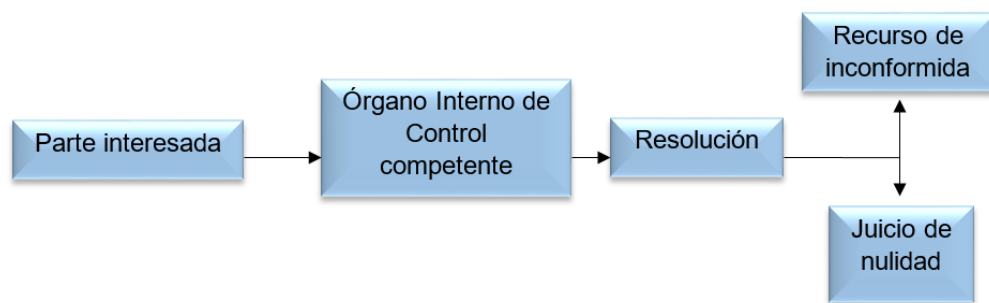 Parte interesada
Órgano Interno de
Control
competente
Resolución
Recurso de
inconformida
Juicio de
nulidad